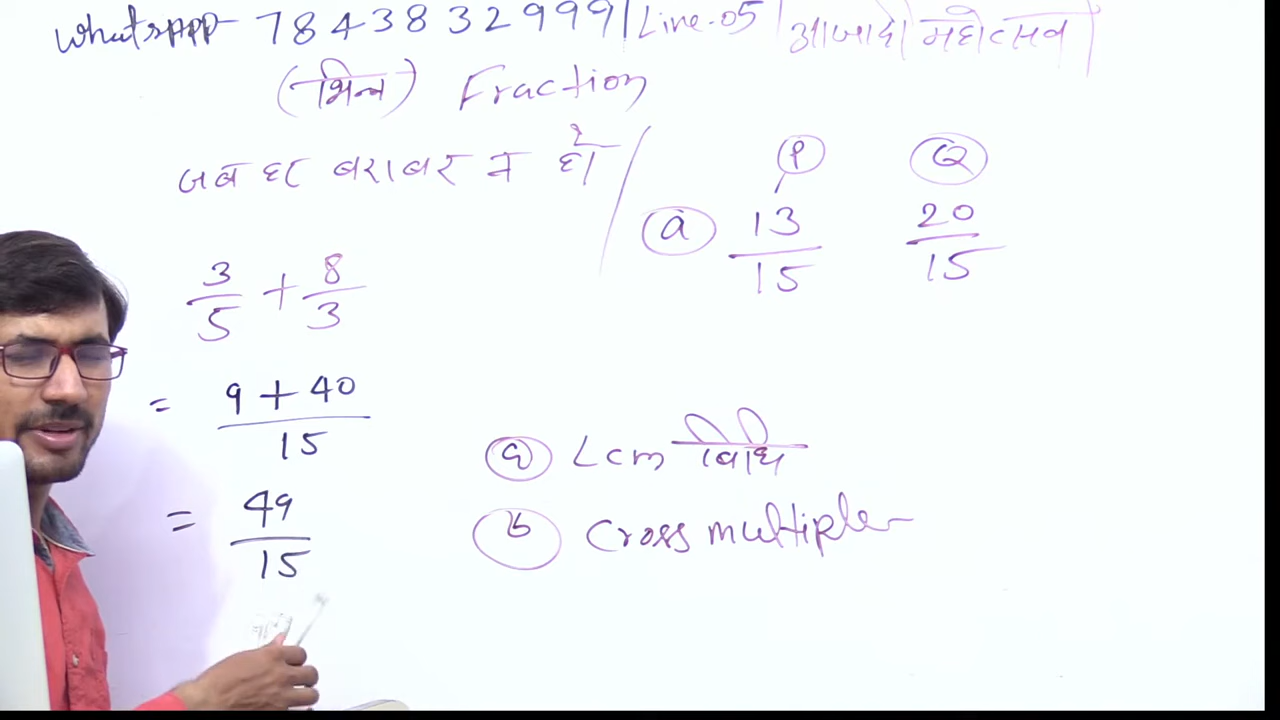 Whatsppp - 7843832999 | Line-05 | आजादी महोत्सव
(भिन्न) Fraction
जब हर बराबर न हो
P Q
a 13/15 20/15
3/5 + 8/3
= 9 + 40 / 15
= 49/15
a Lcm विधि
b Cross multiple